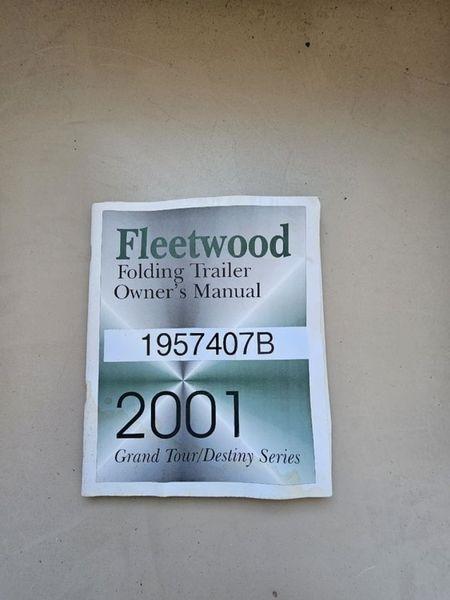 Fleetwood
Folding Trailer
Owner's Manual
1957407B
2001
Grand Tour/Destiny Series